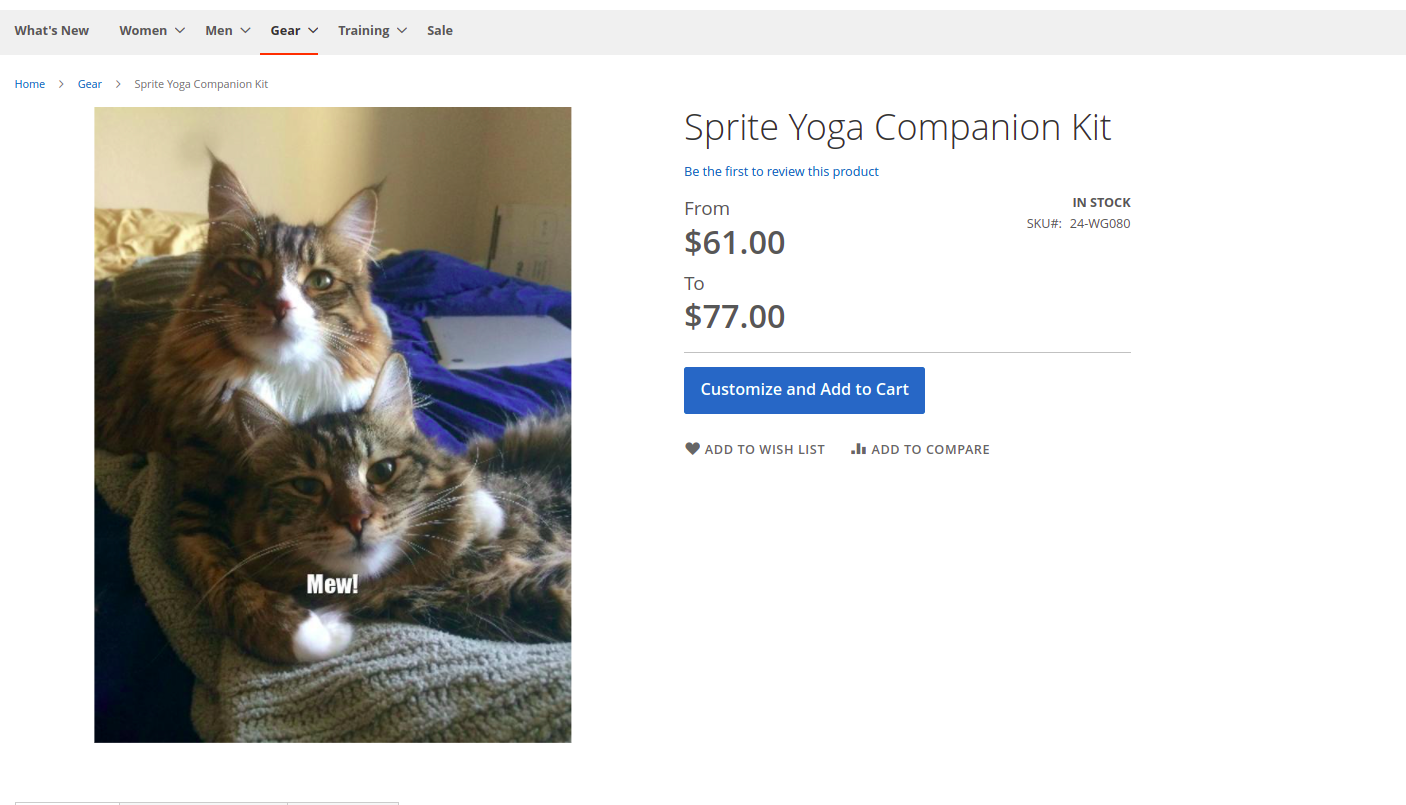 What's New Women Men Gear Training Sale
Home Gear Sprite Yoga Companion Kit
Sprite Yoga Companion Kit
Be the first to review this product
From
$61.00
IN STOCK
SKU#: 24-WG080
To
$77.00
Customize and Add to Cart
ADD TO WISH LIST ADD TO COMPARE
Mew!